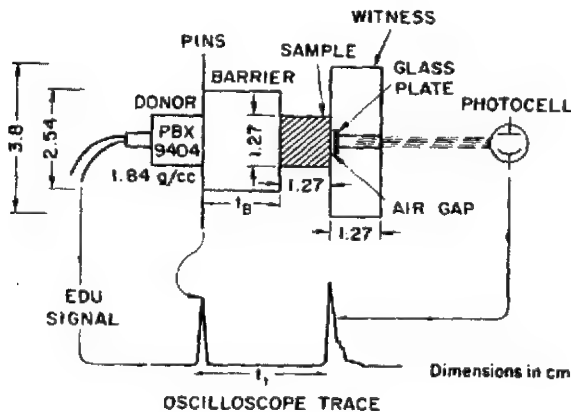 WITNESS
PINS
SAMPLE
BARRIER
GLASS
PLATE
PHOTOCELL
DONOR
PBX
9404
3.8
2.54
1.27
1.84 g/cc
1.27
t_B
AIR GAP
1.27
EDU
SIGNAL
t_t
Dimensions in cm
OSCILLOSCOPE TRACE